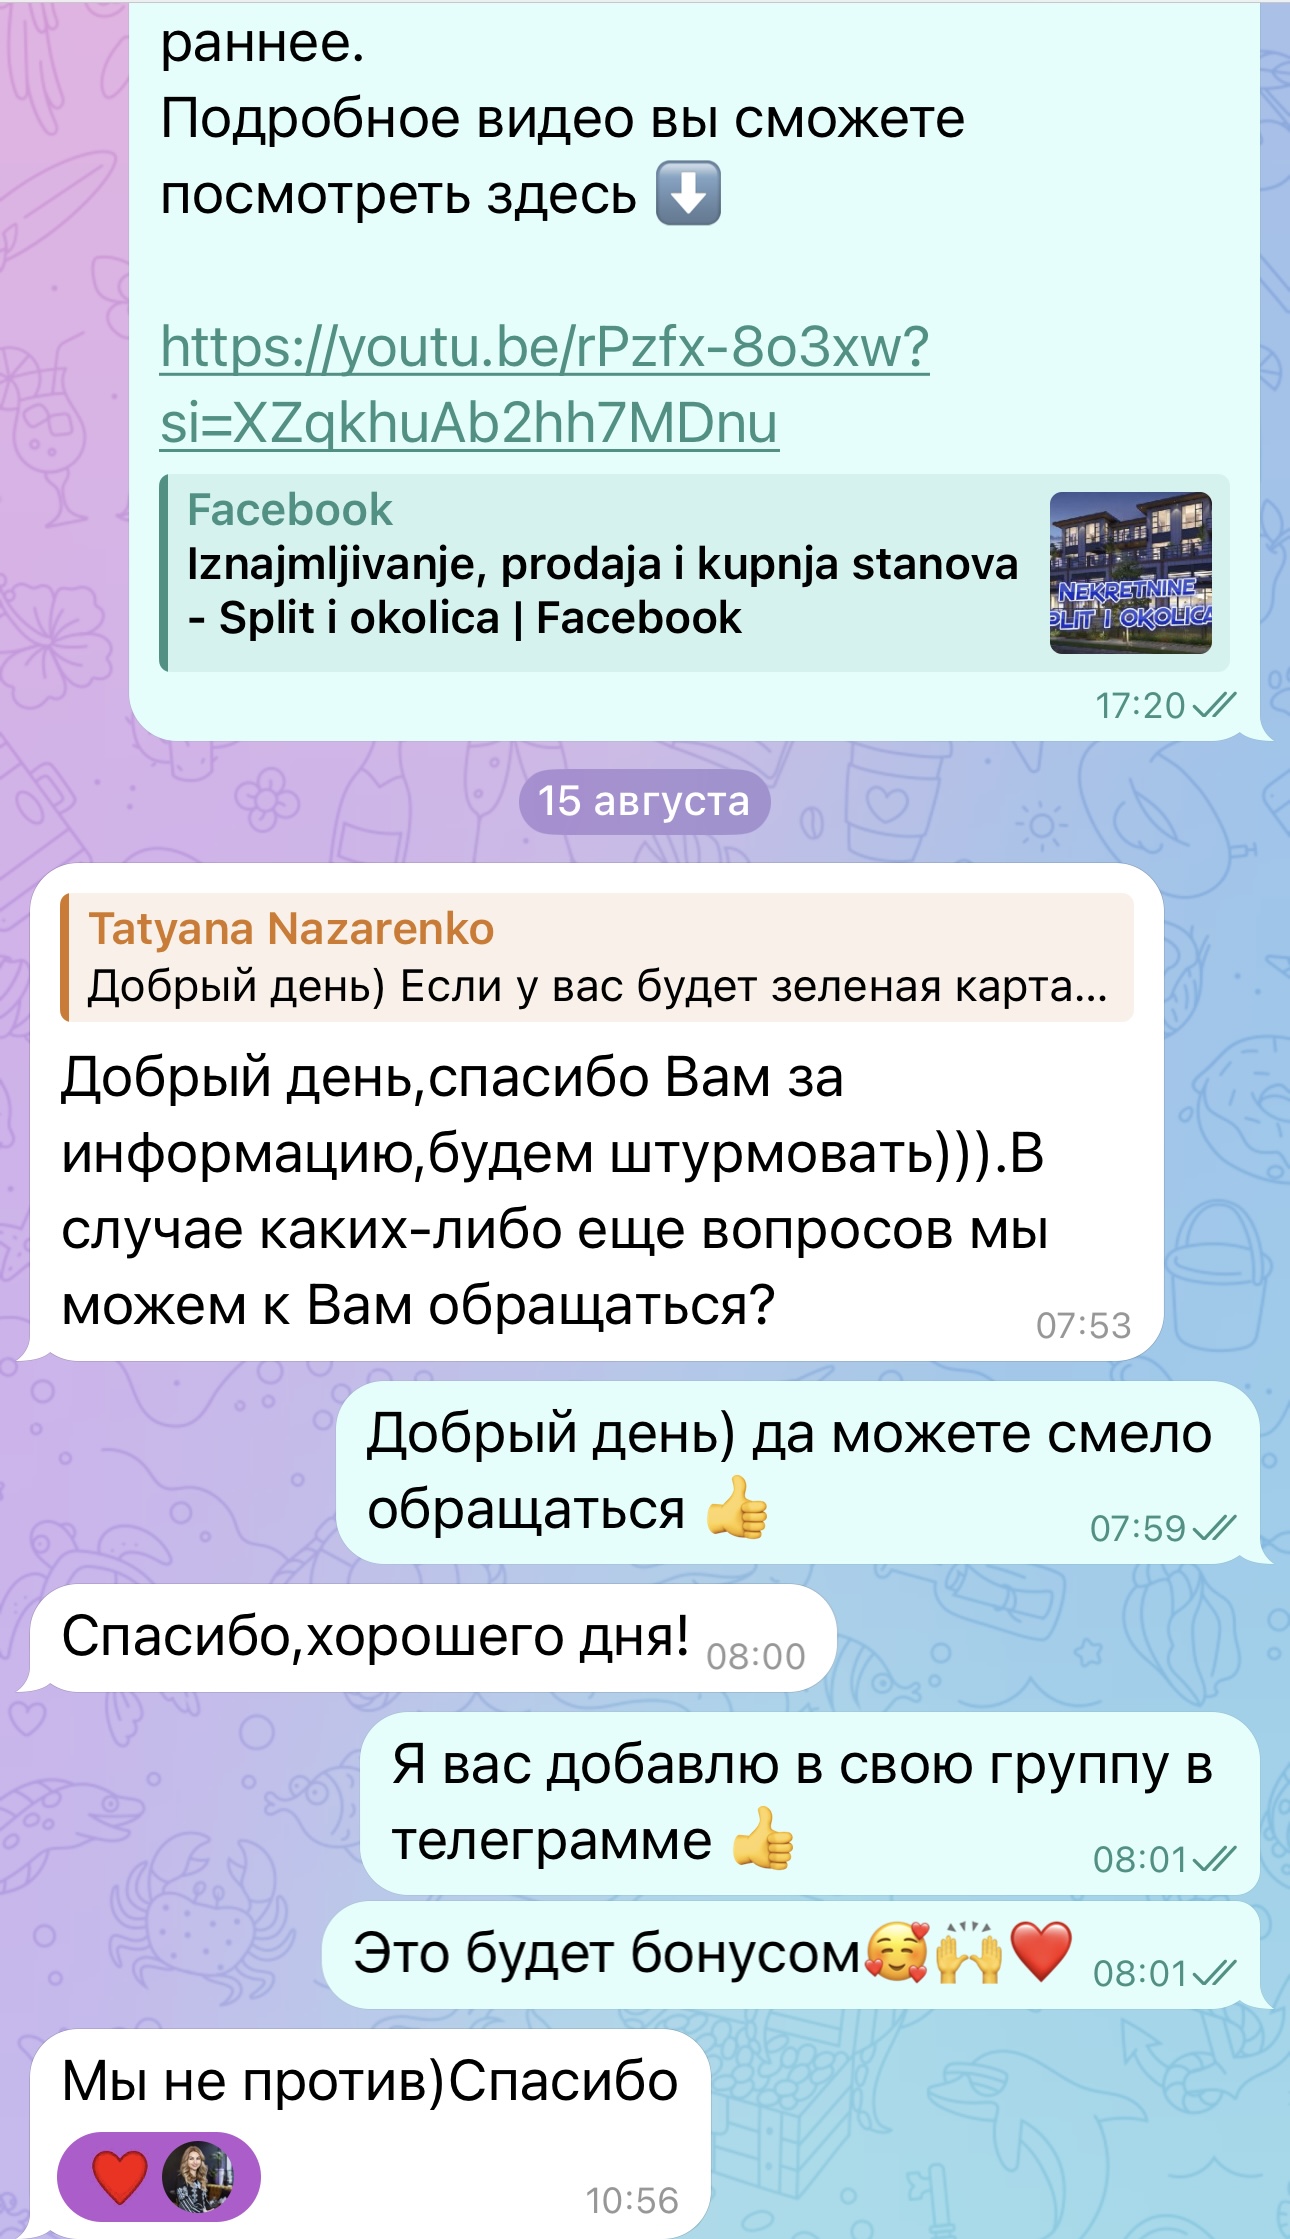 раннее.
Подробное видео вы сможете
посмотреть здесь ⬇️
https://youtu.be/rPzfx-8o3xw?
si=XZqkhuAb2hh7MDnu
Facebook
Iznajmljivanje, prodaja i kupnja stanova
- Split i okolica | Facebook
NEKRETNINE
SPLIT I OKOLICA
17:20
15 августа
Tatyana Nazarenko
Добрый день) Если у вас будет зеленая карта...
Добрый день,спасибо Вам за
информацию,будем штурмовать))).В
случае каких-либо еще вопросов мы
можем к Вам обращаться?
07:53
Добрый день) да можете смело
обращаться 👍
07:59
Спасибо,хорошего дня! 08:00
Я вас добавлю в свою группу в
телеграмме 👍
08:01
Это будет бонусом🥰🙌❤️ 08:01
Мы не против)Спасибо
❤️
10:56